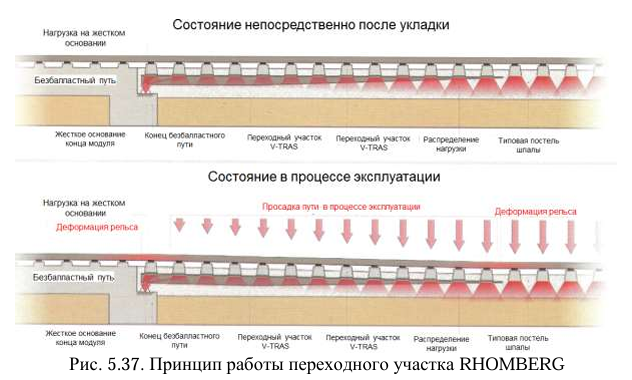 Состояние непосредственно после укладки
Нагрузка на жестком
основании
Безбалластный путь
Жесткое основание
конца модуля
Конец безбалластного
пути
Переходный участок
V-TRAS
Переходный участок
V-TRAS
Распределение
нагрузки
Типовая постель
шпалы
Состояние в процессе эксплуатации
Нагрузка на жестком
основании
Просадка пути в процессе эксплуатации
Деформация рельса
Деформация рельса
Безбалластный путь
Жесткое основание
конца модуля
Конец безбалластного
пути
Переходный участок
V-TRAS
Переходный участок
V-TRAS
Распределение
нагрузки
Типовая постель
шпалы
Рис. 5.37. Принцип работы переходного участка RHOMBERG